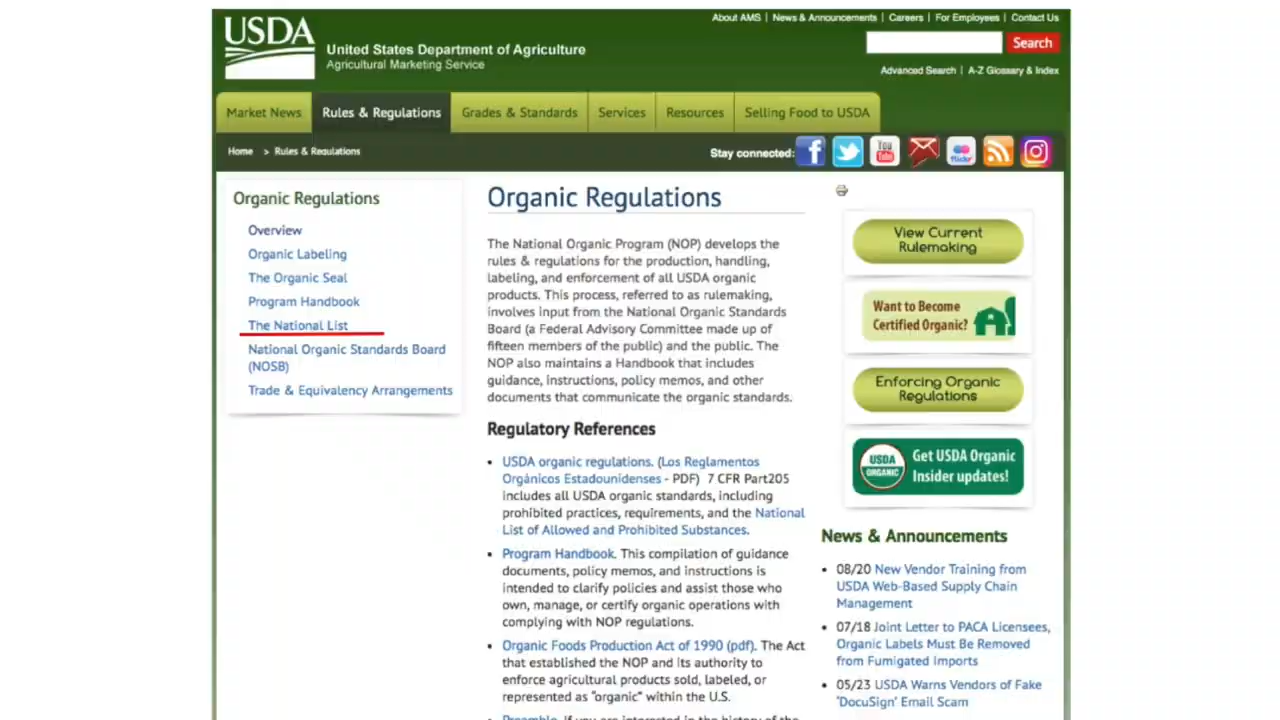 About AMS | News & Announcements | Careers | For Employees | Contact Us
USDA
United States Department of Agriculture
Agricultural Marketing Service
Search
Advanced Search | A-Z Glossary & Index
Market News
Rules & Regulations
Grades & Standards
Services
Resources
Selling Food to USDA
Home > Rules & Regulations
Stay connected:
You
Tube
flickr
Organic Regulations
Overview
Organic Labeling
The Organic Seal
Program Handbook
The National List
National Organic Standards Board
(NOSB)
Trade & Equivalency Arrangements
Organic Regulations
The National Organic Program (NOP) develops the
rules & regulations for the production, handling,
labeling, and enforcement of all USDA organic
products. This process, referred to as rulemaking,
involves input from the National Organic Standards
Board (a Federal Advisory Committee made up of
fifteen members of the public) and the public. The
NOP also maintains a Handbook that includes
guidance, instructions, policy memos, and other
documents that communicate the organic standards.
Regulatory References
• USDA organic regulations. (Los Reglamentos
Orgánicos Estadounidenses - PDF) 7 CFR Part205
includes all USDA organic standards, including
prohibited practices, requirements, and the National
List of Allowed and Prohibited Substances.
• Program Handbook. This compilation of guidance
documents, policy memos, and instructions is
intended to clarify policies and assist those who
own, manage, or certify organic operations with
complying with NOP regulations.
• Organic Foods Production Act of 1990 (pdf). The Act
that established the NOP and its authority to
enforce agricultural products sold, labeled, or
represented as “organic” within the U.S.
Preamble. If you are interested in the history of the
View Current
Rulemaking
Want to Become
Certified Organic?
Enforcing Organic
Regulations
USDA
ORGANIC
Get USDA Organic
Insider updates!
News & Announcements
• 08/20 New Vendor Training from
USDA Web-Based Supply Chain
Management
• 07/18 Joint Letter to PACA Licensees,
Organic Labels Must Be Removed
from Fumigated Imports
• 05/23 USDA Warns Vendors of Fake
‘DocuSign’ Email Scam